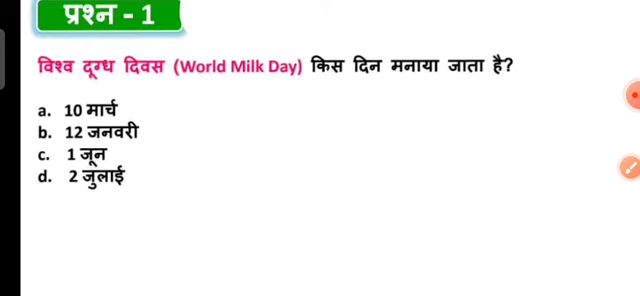 प्रश्न - 1
विश्व दूग्ध दिवस (World Milk Day) किस दिन मनाया जाता है?
a. 10 मार्च
b. 12 जनवरी
c. 1 जून
d. 2 जुलाई